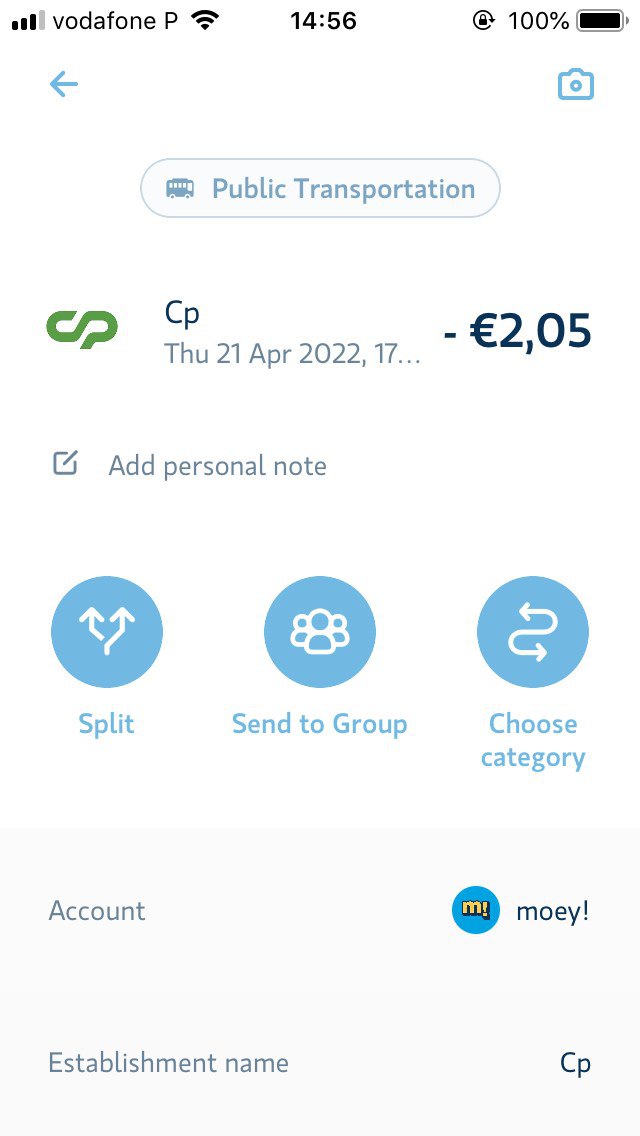 vodafone P 14:56 100%
Public Transportation
cp
Cp
Thu 21 Apr 2022, 17...
- €2,05
Add personal note
Split
Send to Group
Choose
category
Account
m! moey!
Establishment name
Cp